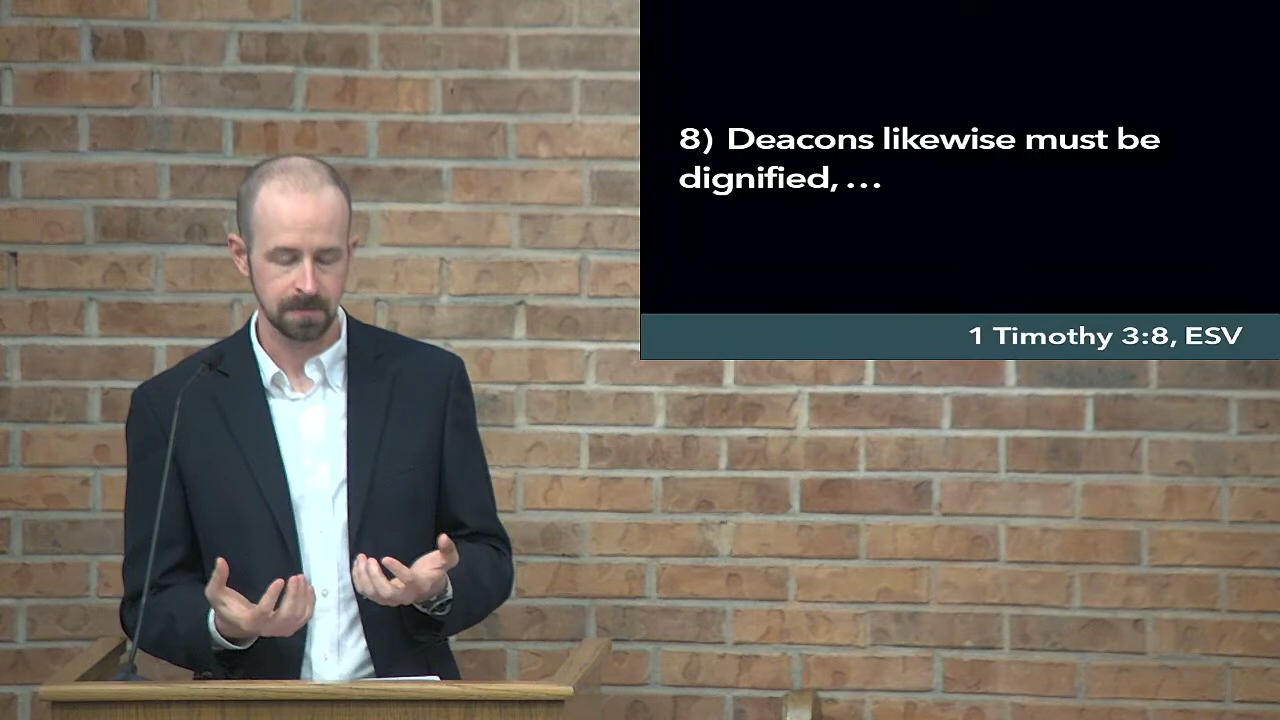 8) Deacons likewise must be
dignified, ...
1 Timothy 3:8, ESV